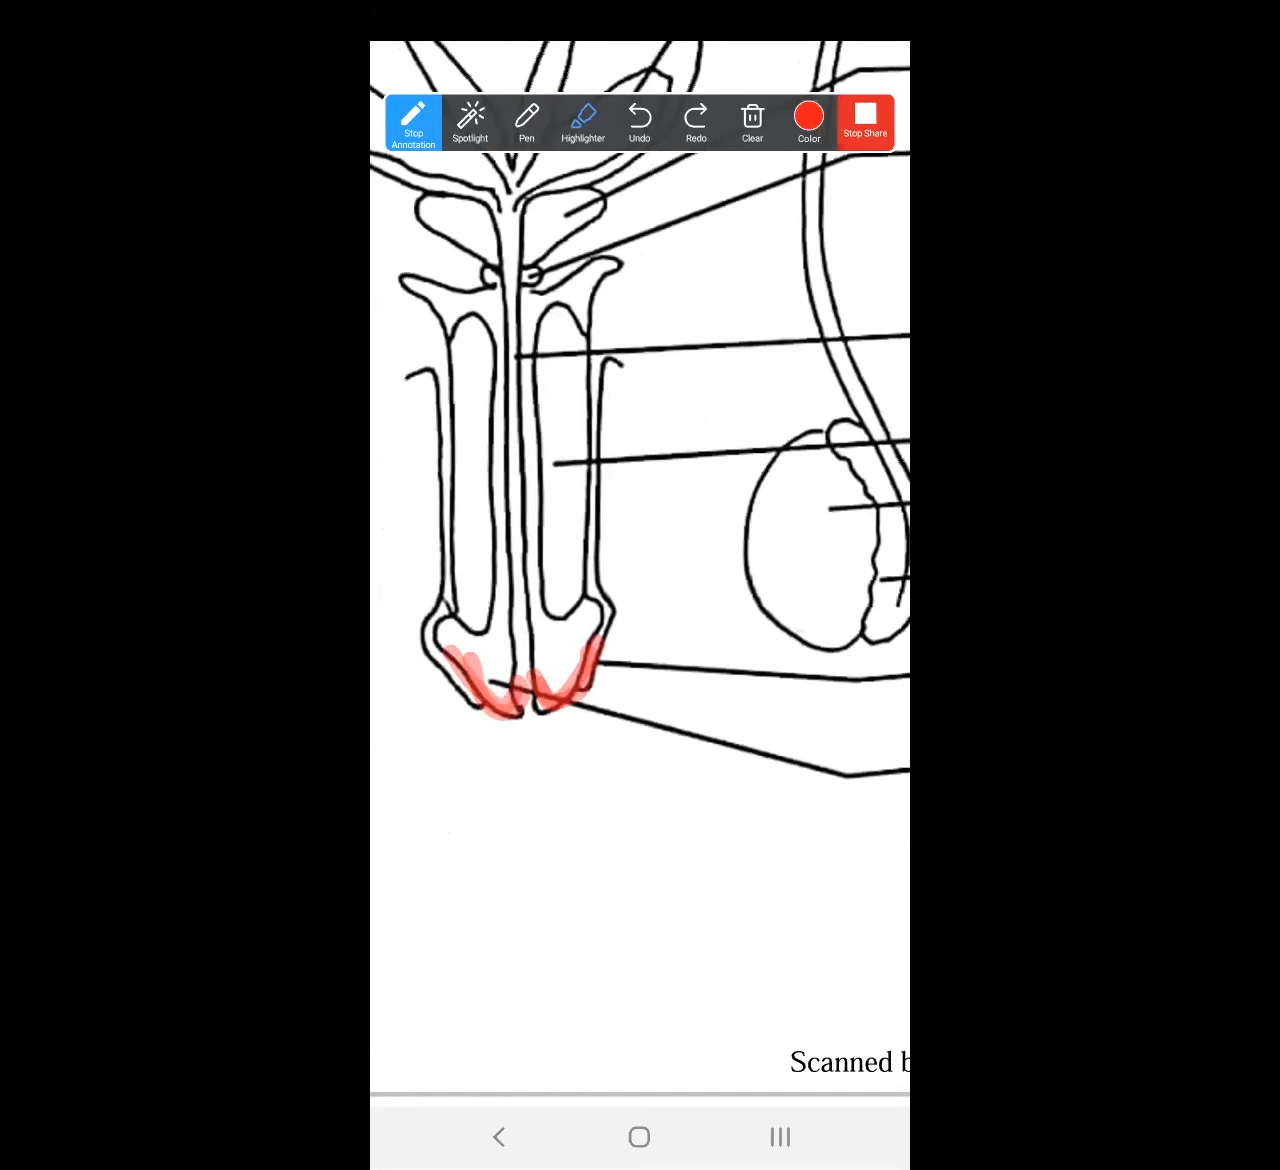 Stop Annotation
Spotlight
Pen
Highlighter
Undo
Redo
Clear
Color
Stop Share
Scanned b